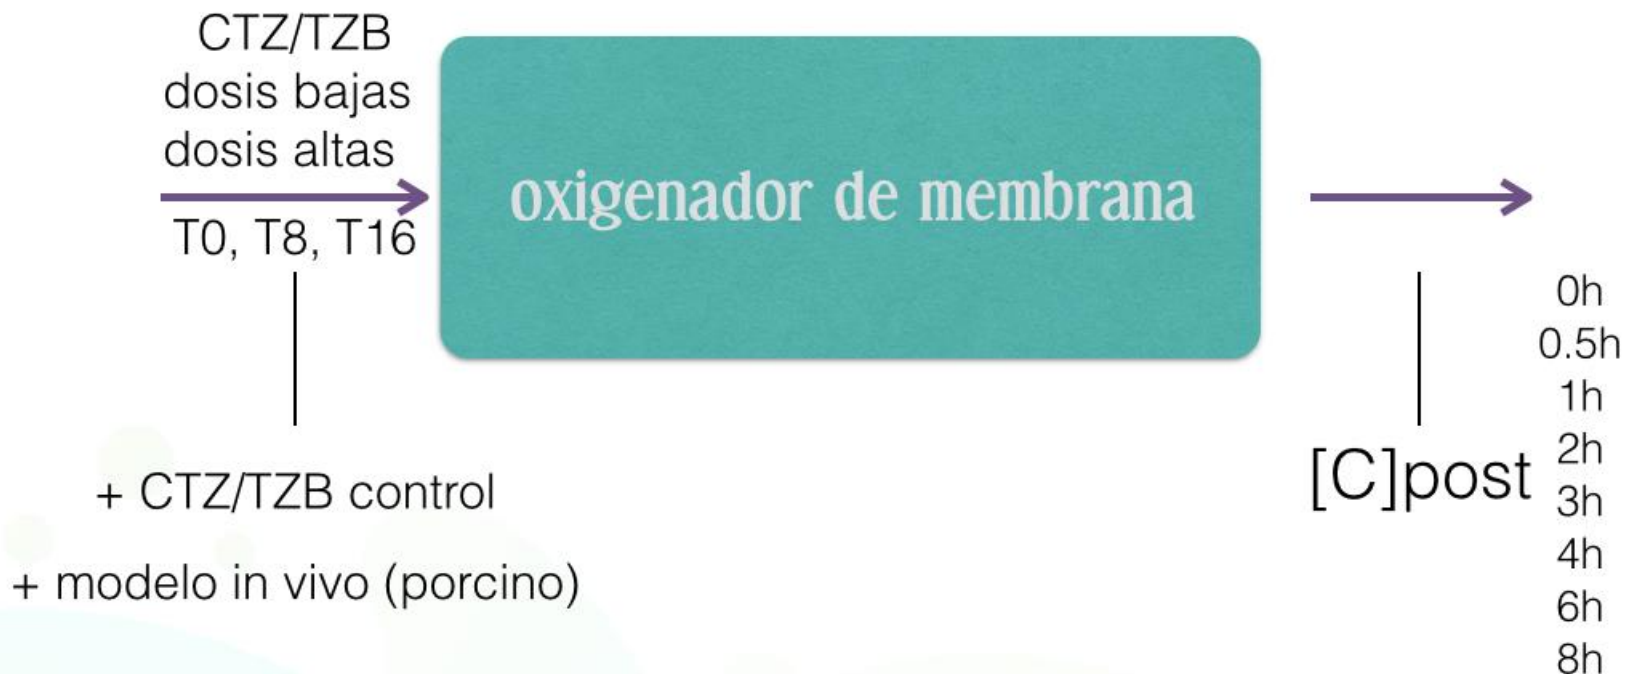 CTZ/TZB
dosis bajas
dosis altas
T0, T8, T16
oxigenador de membrana
+ CTZ/TZB control
+ modelo in vivo (porcino)
[C]post
0h
0.5h
1h
2h
3h
4h
6h
8h